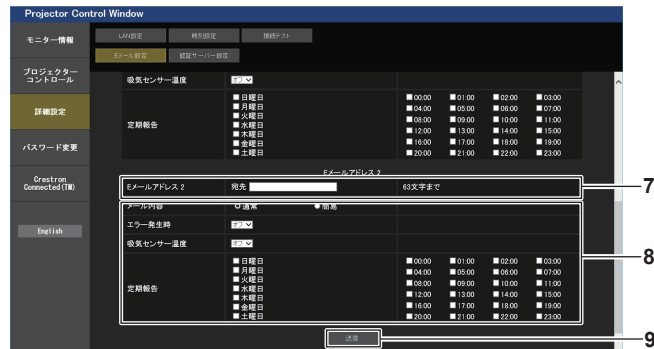 Projector Control Window
モニター情報
プロジェクター
コントロール
詳細設定
パスワード変更
Crestron
Connected(TM)
English
LAN設定 時刻設定 接続テスト
Eメール設定 認証サーバー設定
吸気センサー温度 オフ
定期報告
日曜日
月曜日
火曜日
水曜日
木曜日
金曜日
土曜日
00:00 01:00 02:00 03:00
04:00 05:00 06:00 07:00
08:00 09:00 10:00 11:00
12:00 13:00 14:00 15:00
16:00 17:00 18:00 19:00
20:00 21:00 22:00 23:00
Eメールアドレス 2
Eメールアドレス 2 宛先 63文字まで
7
メール内容 通常 簡易
エラー発生時 オフ
吸気センサー温度 オフ
8
定期報告
日曜日
月曜日
火曜日
水曜日
木曜日
金曜日
土曜日
00:00 01:00 02:00 03:00
04:00 05:00 06:00 07:00
08:00 09:00 10:00 11:00
12:00 13:00 14:00 15:00
16:00 17:00 18:00 19:00
20:00 21:00 22:00 23:00
送信
9